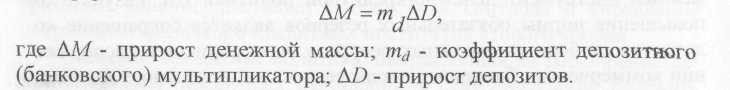 ΔM = m_d ΔD,
где ΔM - прирост денежной массы; m_d - коэффициент депозитного
(банковского) мультипликатора; ΔD - прирост депозитов.